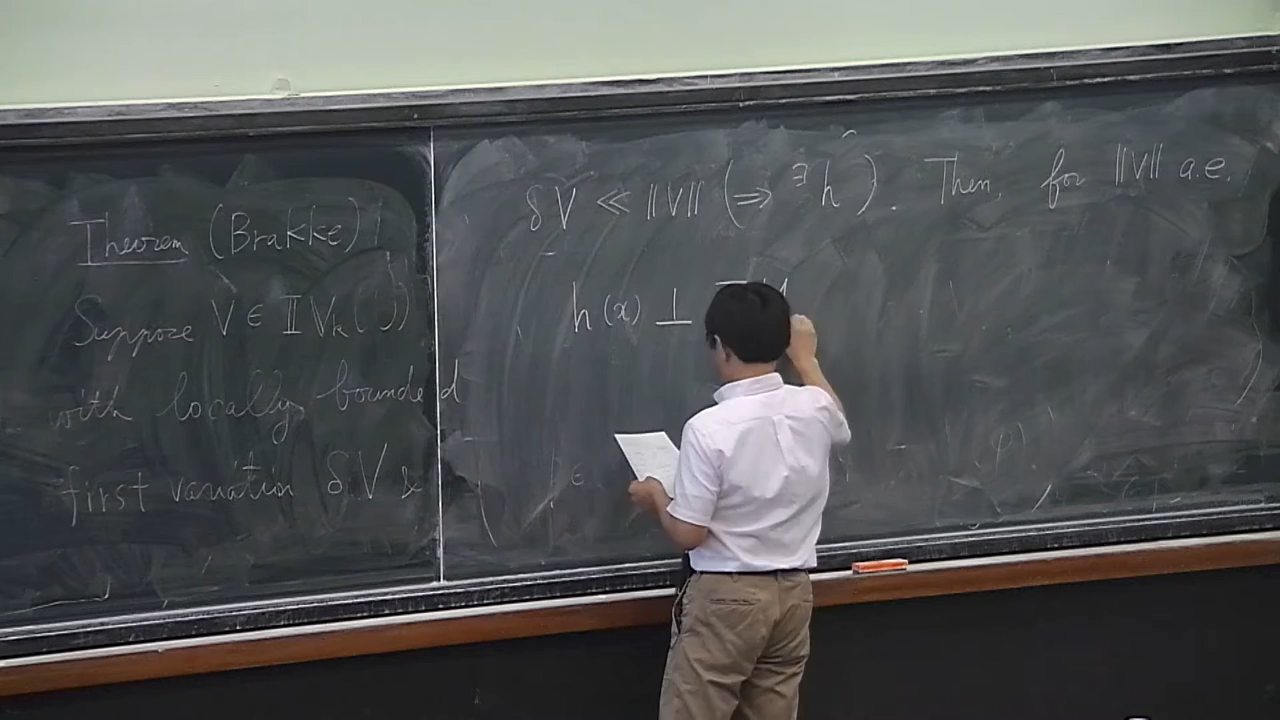 Theorem (Brakke)
Suppose V ∈ 𝕀V_k( )
with locally bounded
first variation δV &
δV ≪ ‖V‖ (⇒ ∃h). Then, for ‖V‖ a.e.
h(x) ⊥